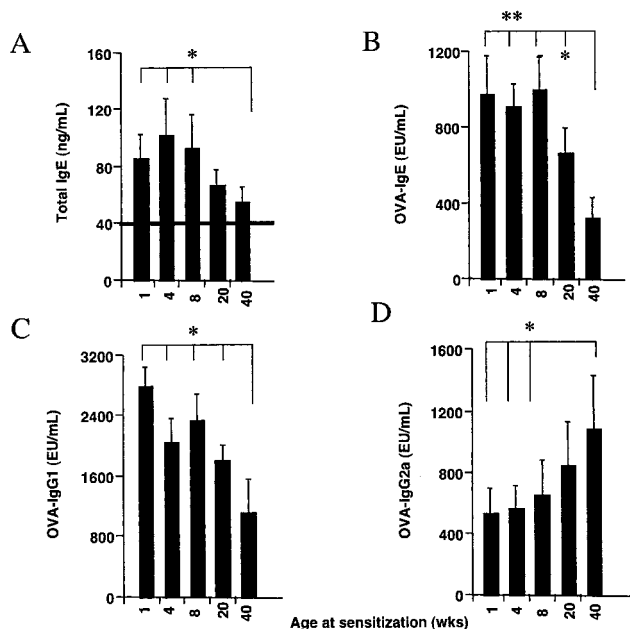 A
*
Total IgE (ng/mL)
160
120
80
40
0
1 4 8 20 40
B
**
*
OVA-IgE (EU/mL)
1200
800
400
0
1 4 8 20 40
C
*
OVA-IgG1 (EU/mL)
3200
2400
1600
800
0
1 4 8 20 40
D
*
OVA-IgG2a (EU/mL)
1600
1200
800
400
0
1 4 8 20 40
Age at sensitization (wks)